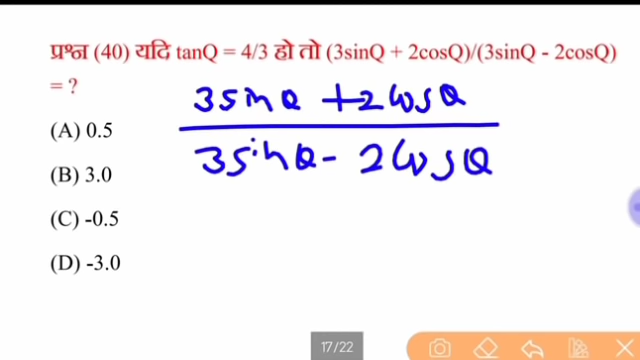 प्रश्न (40) यदि tanQ = 4/3 हो तो (3sinQ + 2cosQ)/(3sinQ - 2cosQ)
= ?
3sinQ + 2cosQ
3sinQ - 2cosQ
(A) 0.5
(B) 3.0
(C) -0.5
(D) -3.0
17/22